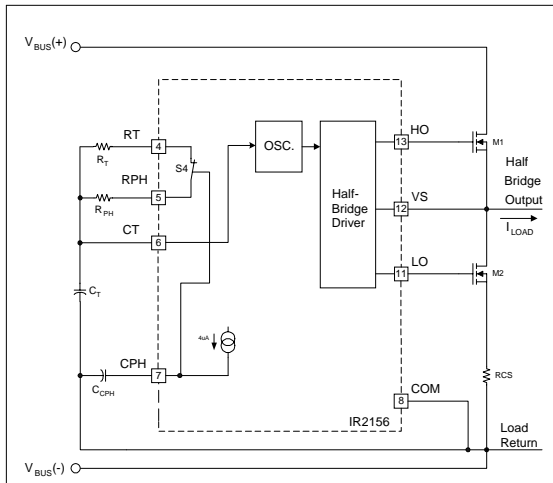 VBUS(+)
RT
4
RT
S4
RPH
5
RPH
CT
6
CT
CPH
7
CCPH
4uA
OSC.
Half-
Bridge
Driver
13
HO
M1
12
VS
Half
Bridge
Output
ILOAD
11
LO
M2
RCS
COM
8
IR2156
Load
Return
VBUS(-)